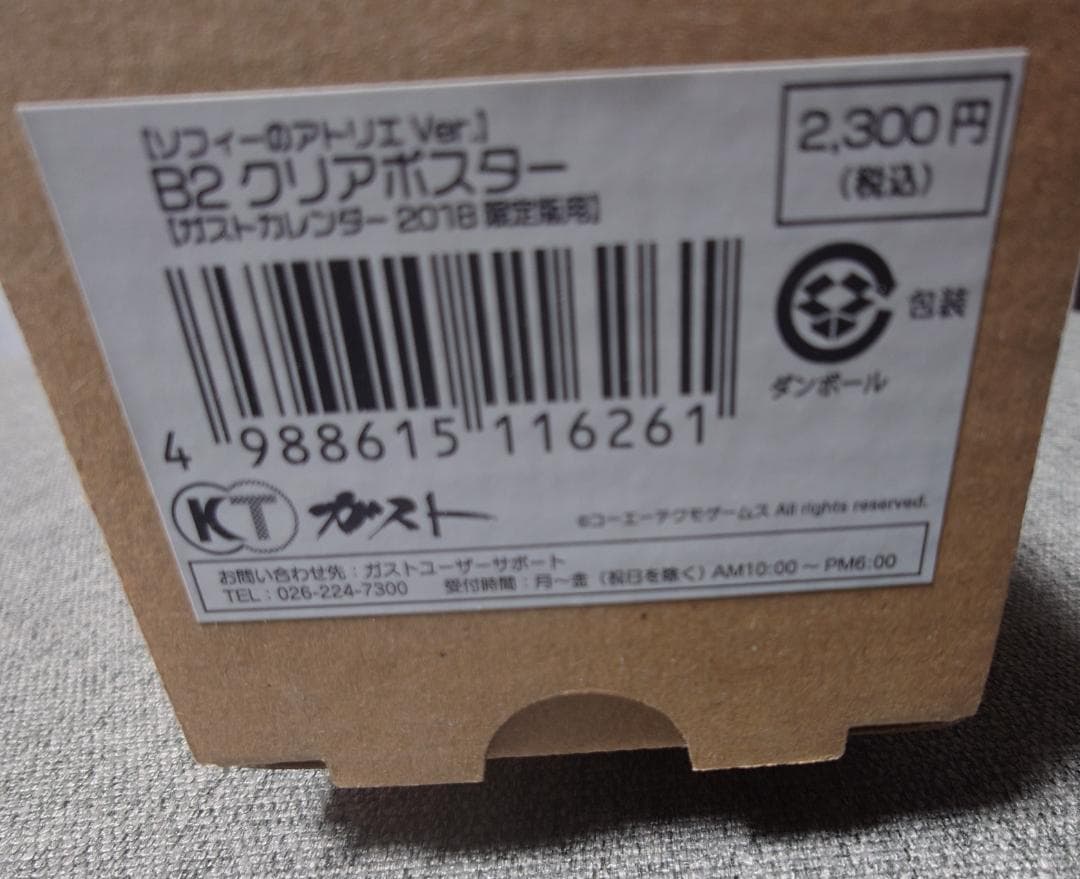 [ソフィーのアトリエ Ver.]
B2 クリアポスター
[ガストカレンダー 2018 限定販用]
2,300円
(税込)
包装
ダンボール
4 988615 116261
KT ガスト
©コーエーテクモゲームス All rights reserved.
お問い合わせ先：ガストユーザーサポート
TEL：026-224-7300 受付時間：月～金（祝日を除く）AM10:00～PM6:00